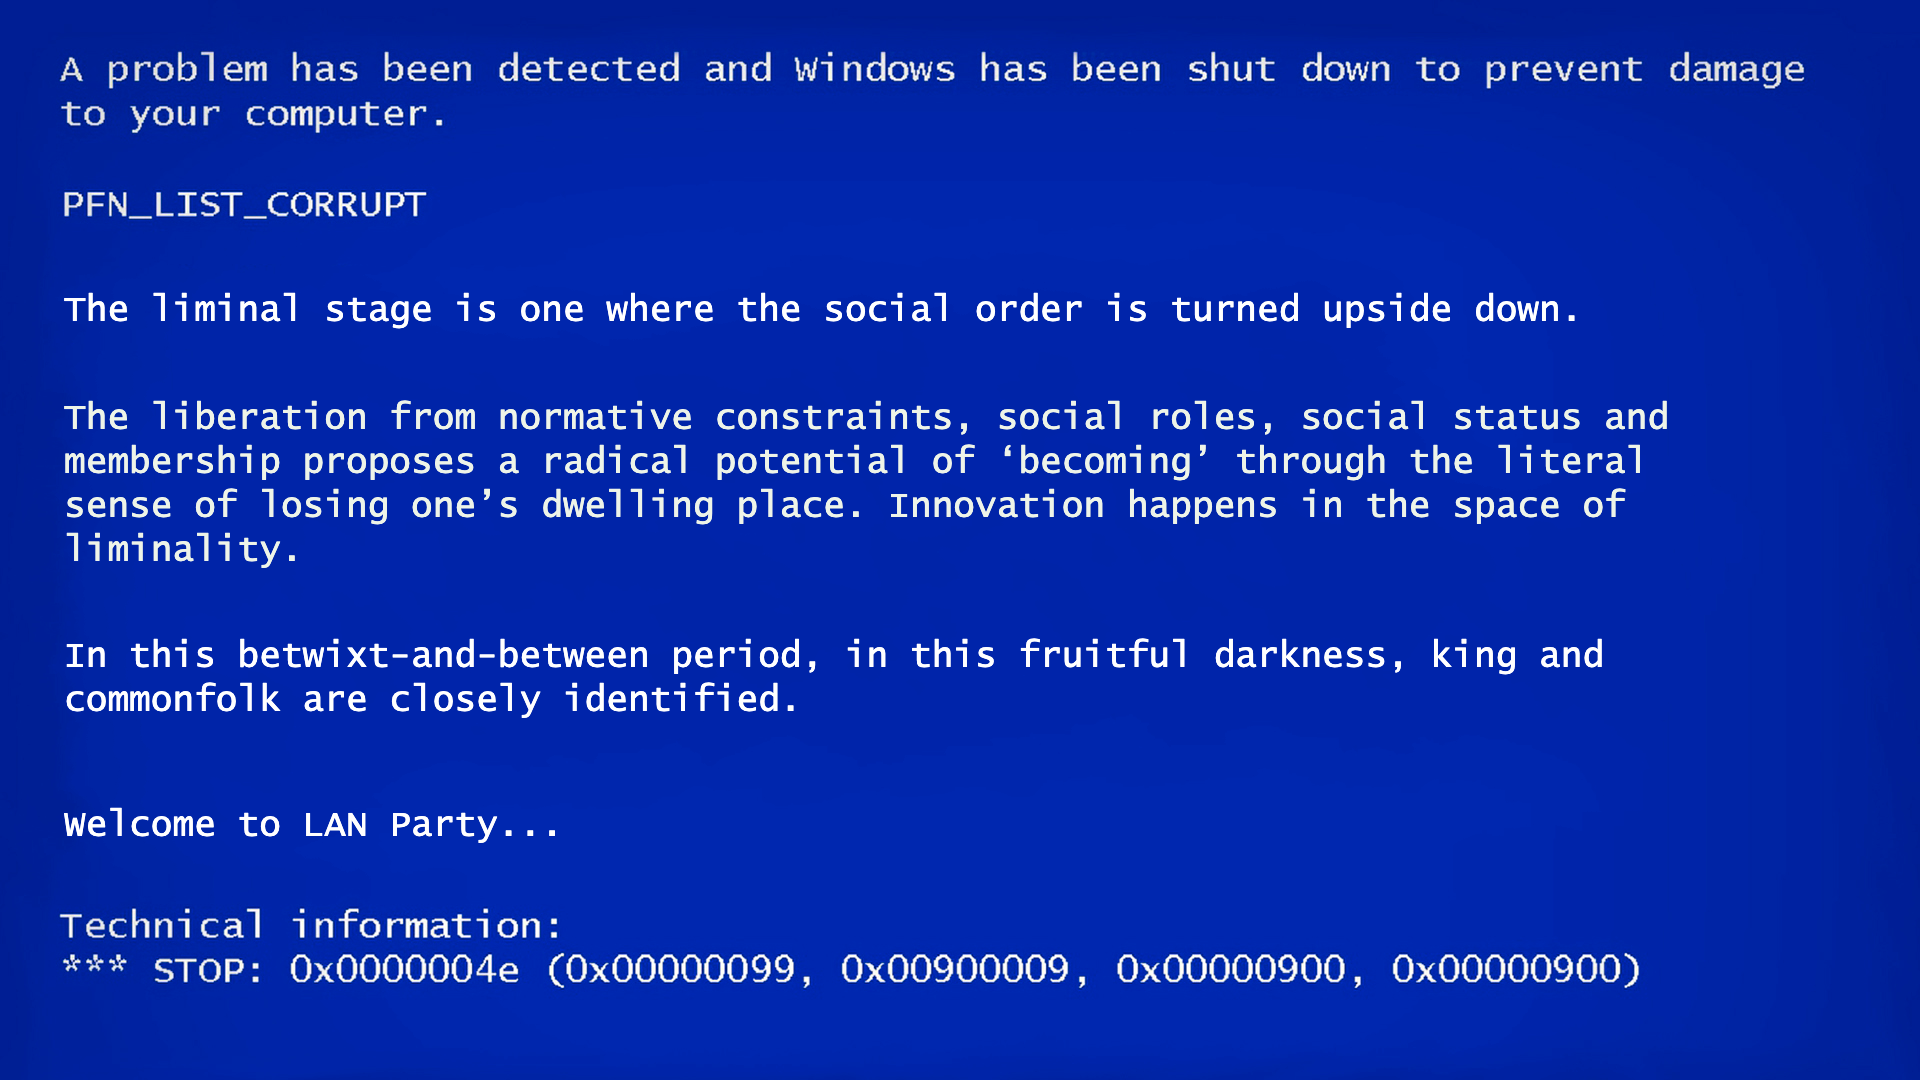 A problem has been detected and Windows has been shut down to prevent damage
to your computer.
PFN_LIST_CORRUPT
The liminal stage is one where the social order is turned upside down.
The liberation from normative constraints, social roles, social status and
membership proposes a radical potential of ‘becoming’ through the literal
sense of losing one’s dwelling place. Innovation happens in the space of
liminality.
In this betwixt-and-between period, in this fruitful darkness, king and
commonfolk are closely identified.
Welcome to LAN Party...
Technical information:
*** STOP: 0x0000004e (0x00000099, 0x00900009, 0x00000900, 0x00000900)